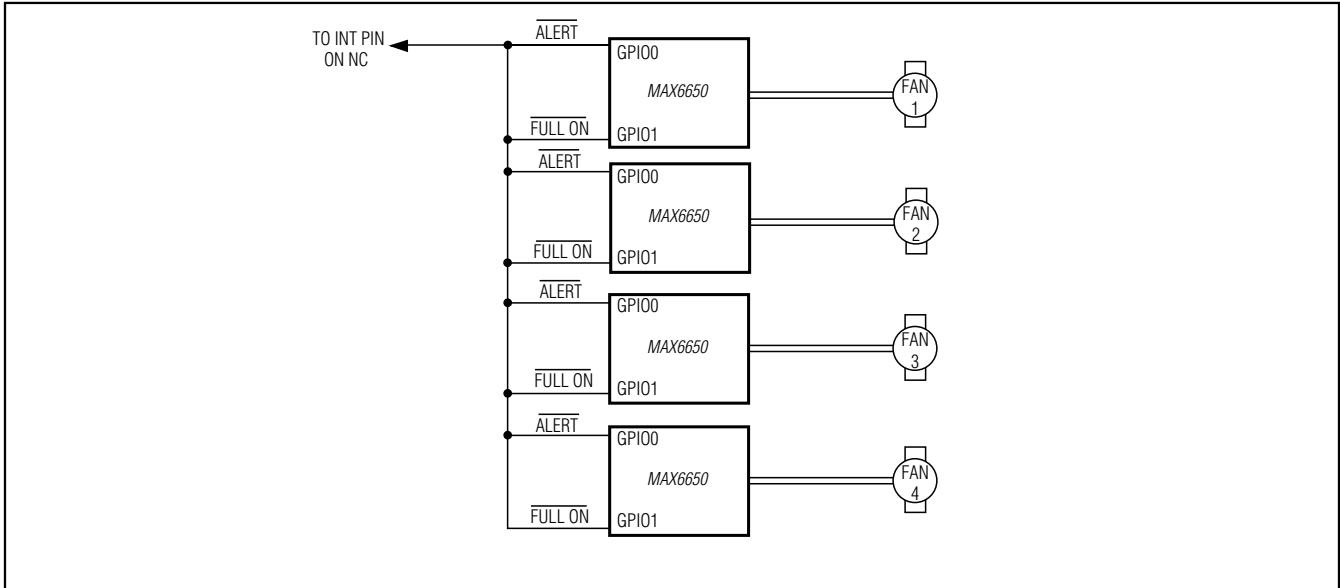 TO INT PIN
ON NC
ALERT
GPIO0
MAX6650
FULL ON
GPIO1
FAN
1
ALERT
GPIO0
MAX6650
FULL ON
GPIO1
FAN
2
ALERT
GPIO0
MAX6650
FULL ON
GPIO1
FAN
3
ALERT
GPIO0
MAX6650
FULL ON
GPIO1
FAN
4